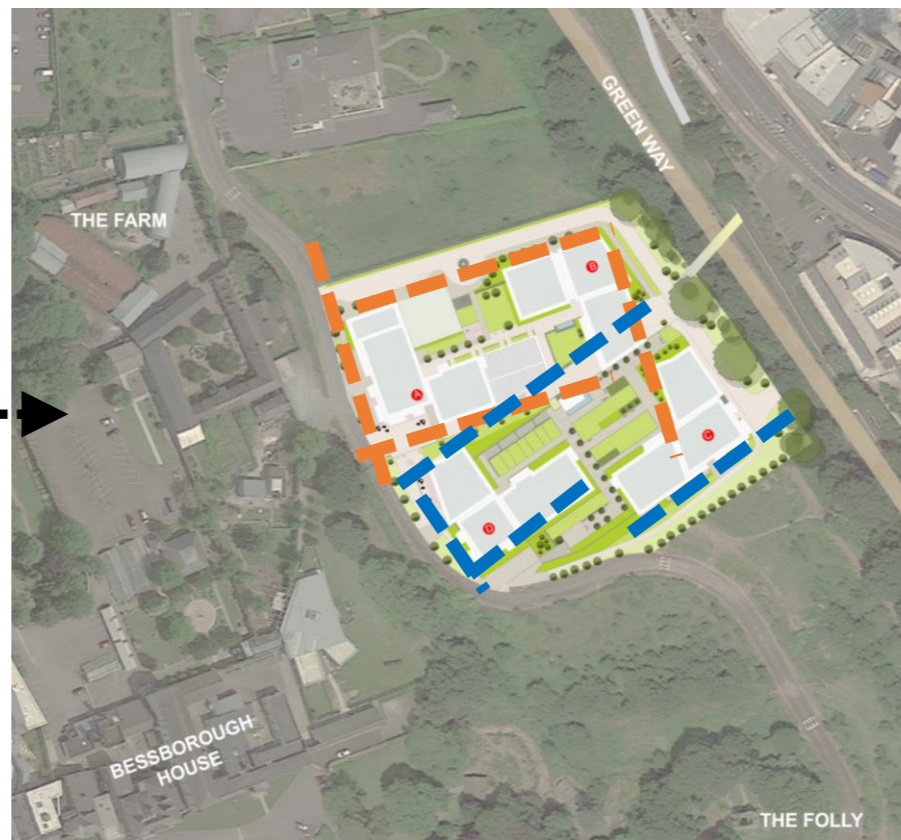 GREEN WAY
THE FARM
B
A
C
D
BESSBOROUGH
HOUSE
THE FOLLY